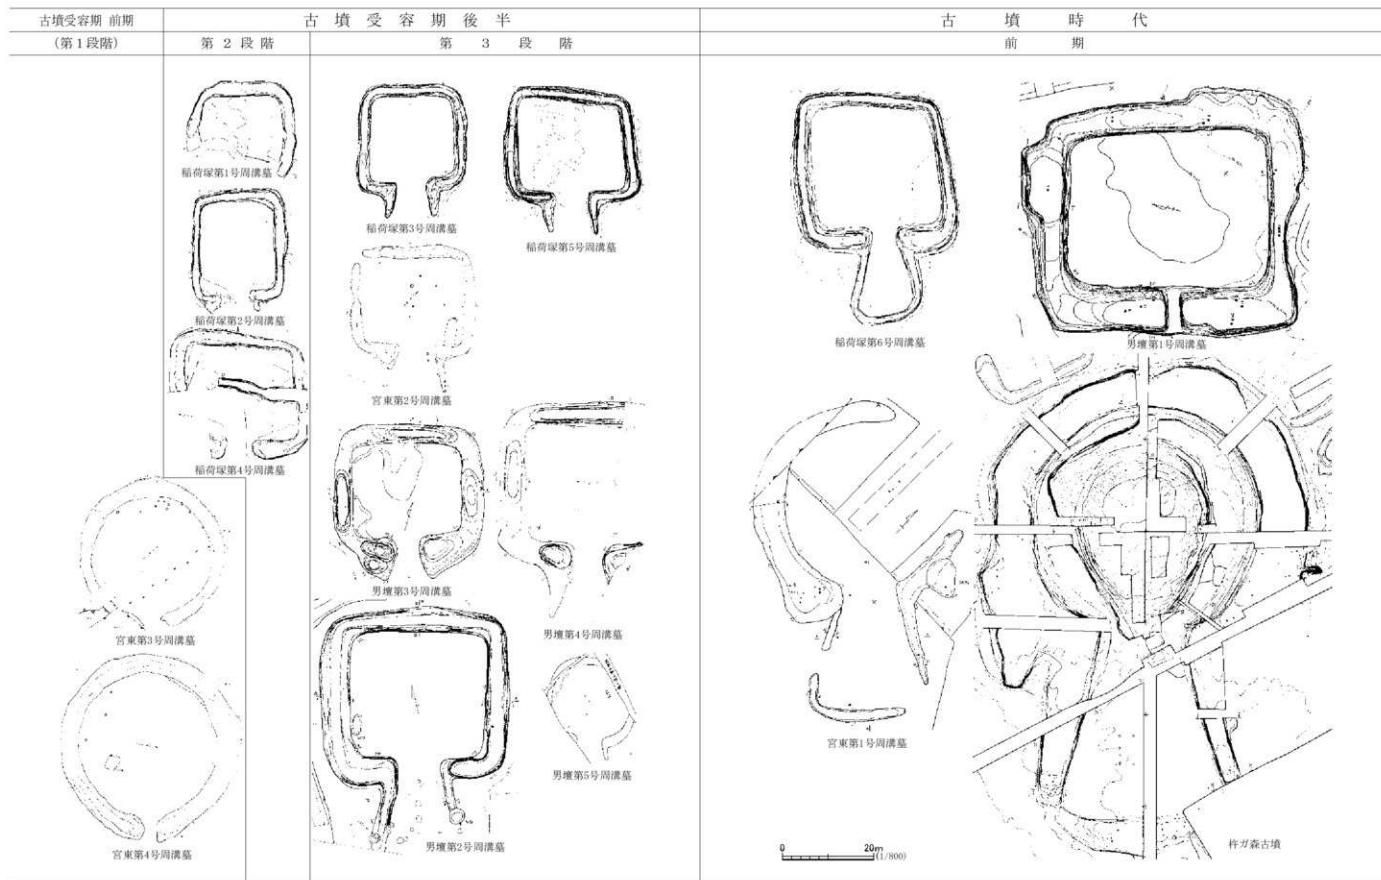 古墳受容期 前期
古墳受容期後半
古墳時代
(第1段階)
第2段階
第3段階
前期
稲荷塚第1号周溝墓
稲荷塚第2号周溝墓
稲荷塚第4号周溝墓
宮東第3号周溝墓
宮東第4号周溝墓
稲荷塚第3号周溝墓
稲荷塚第5号周溝墓
宮東第2号周溝墓
男壇第3号周溝墓
男壇第4号周溝墓
男壇第5号周溝墓
男壇第2号周溝墓
稲荷塚第6号周溝墓
男壇第1号周溝墓
宮東第1号周溝墓
杵ガ森古墳
0 20m
(1/800)